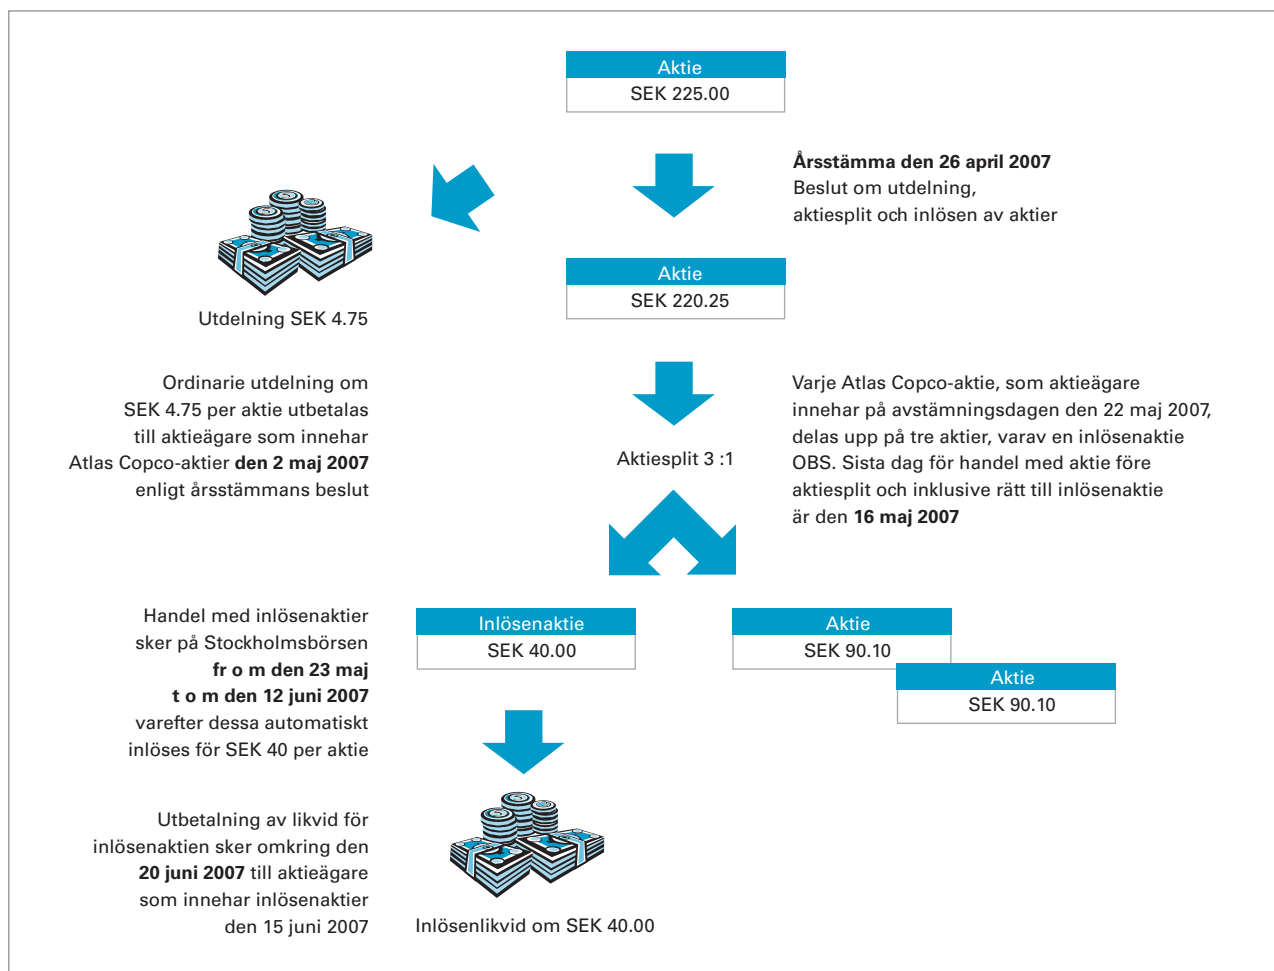 Aktie
SEK 225.00
Årsstämma den 26 april 2007
Beslut om utdelning,
aktiesplit och inlösen av aktier
Utdelning SEK 4.75
Aktie
SEK 220.25
Ordinarie utdelning om
SEK 4.75 per aktie utbetalas
till aktieägare som innehar
Atlas Copco-aktier den 2 maj 2007
enligt årsstämmans beslut
Aktiesplit 3 :1
Varje Atlas Copco-aktie, som aktieägare
innehar på avstämningsdagen den 22 maj 2007,
delas upp på tre aktier, varav en inlösenaktie
OBS. Sista dag för handel med aktie före
aktiesplit och inklusive rätt till inlösenaktie
är den 16 maj 2007
Handel med inlösenaktier
sker på Stockholmsbörsen
fr o m den 23 maj
t o m den 12 juni 2007
varefter dessa automatiskt
inlöses för SEK 40 per aktie
Inlösenaktie
SEK 40.00
Aktie
SEK 90.10
Aktie
SEK 90.10
Utbetalning av likvid för
inlösenaktien sker omkring den
20 juni 2007 till aktieägare
som innehar inlösenaktier
den 15 juni 2007
Inlösenlikvid om SEK 40.00